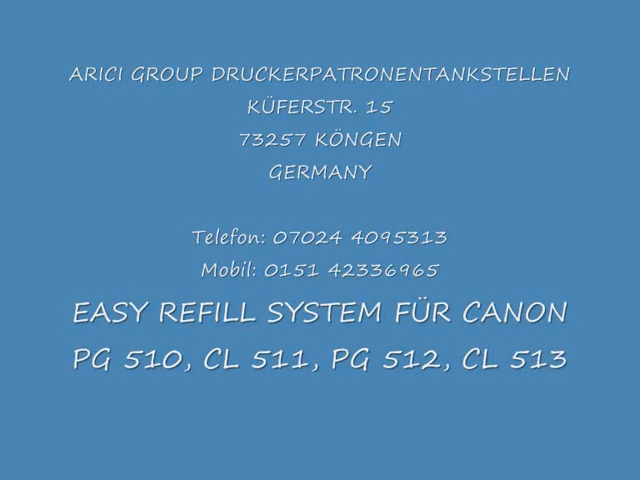 ARICI GROUP DRUCKERPATRONENTANKSTELLEN
KÜFERSTR. 15
73257 KÖNGEN
GERMANY
Telefon: 07024 4095313
Mobil: 0151 42336965
EASY REFILL SYSTEM FÜR CANON
PG 510, CL 511, PG 512, CL 513